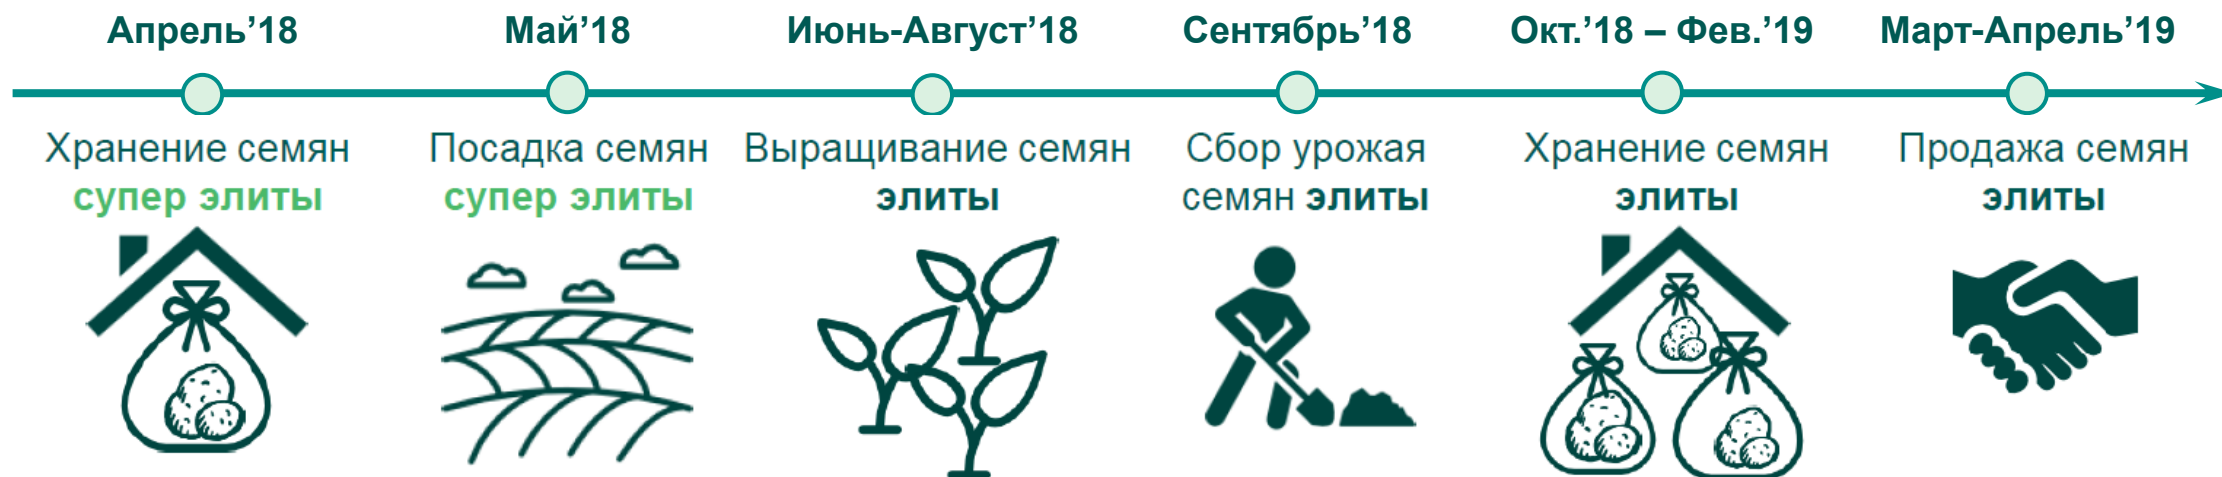 Апрель’18
Май’18
Июнь-Август’18
Сентябрь’18
Окт.’18 – Фев.’19
Март-Апрель’19
Хранение семян
супер элиты
Посадка семян
супер элиты
Выращивание семян
элиты
Сбор урожая
семян элиты
Хранение семян
элиты
Продажа семян
элиты